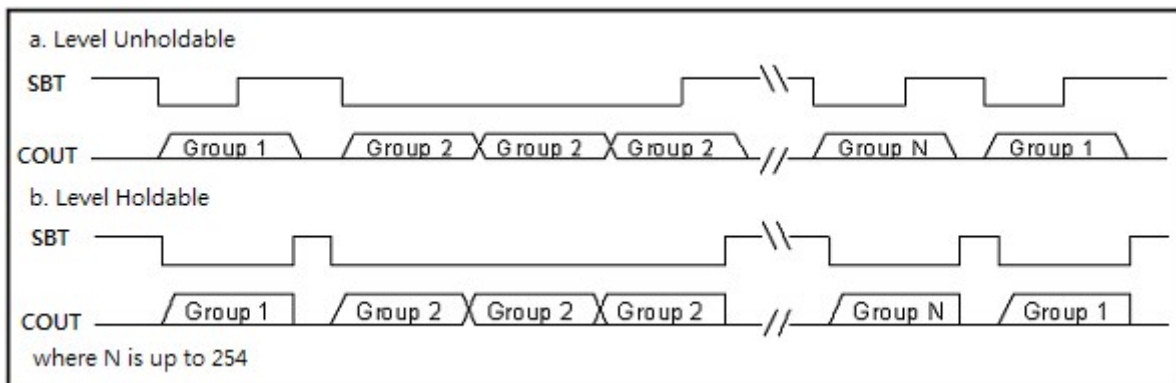 a. Level Unholdable
SBT
COUT Group 1 Group 2 Group 2 Group 2 Group N Group 1
b. Level Holdable
SBT
COUT Group 1 Group 2 Group 2 Group 2 Group N Group 1
where N is up to 254